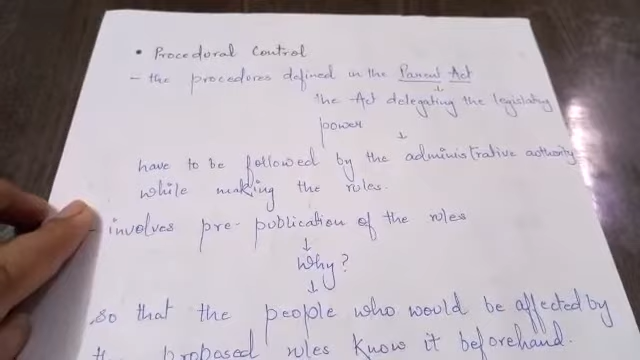 • Procedural Control
- the procedures defined in the Parent Act
↓
the Act delegating the legislative
power
↓
have to be followed by the administrative authority
while making the rules.
- involves pre-publication of the rules
↓
Why?
↓
so that the people who would be affected by
the proposed rules know it beforehand.